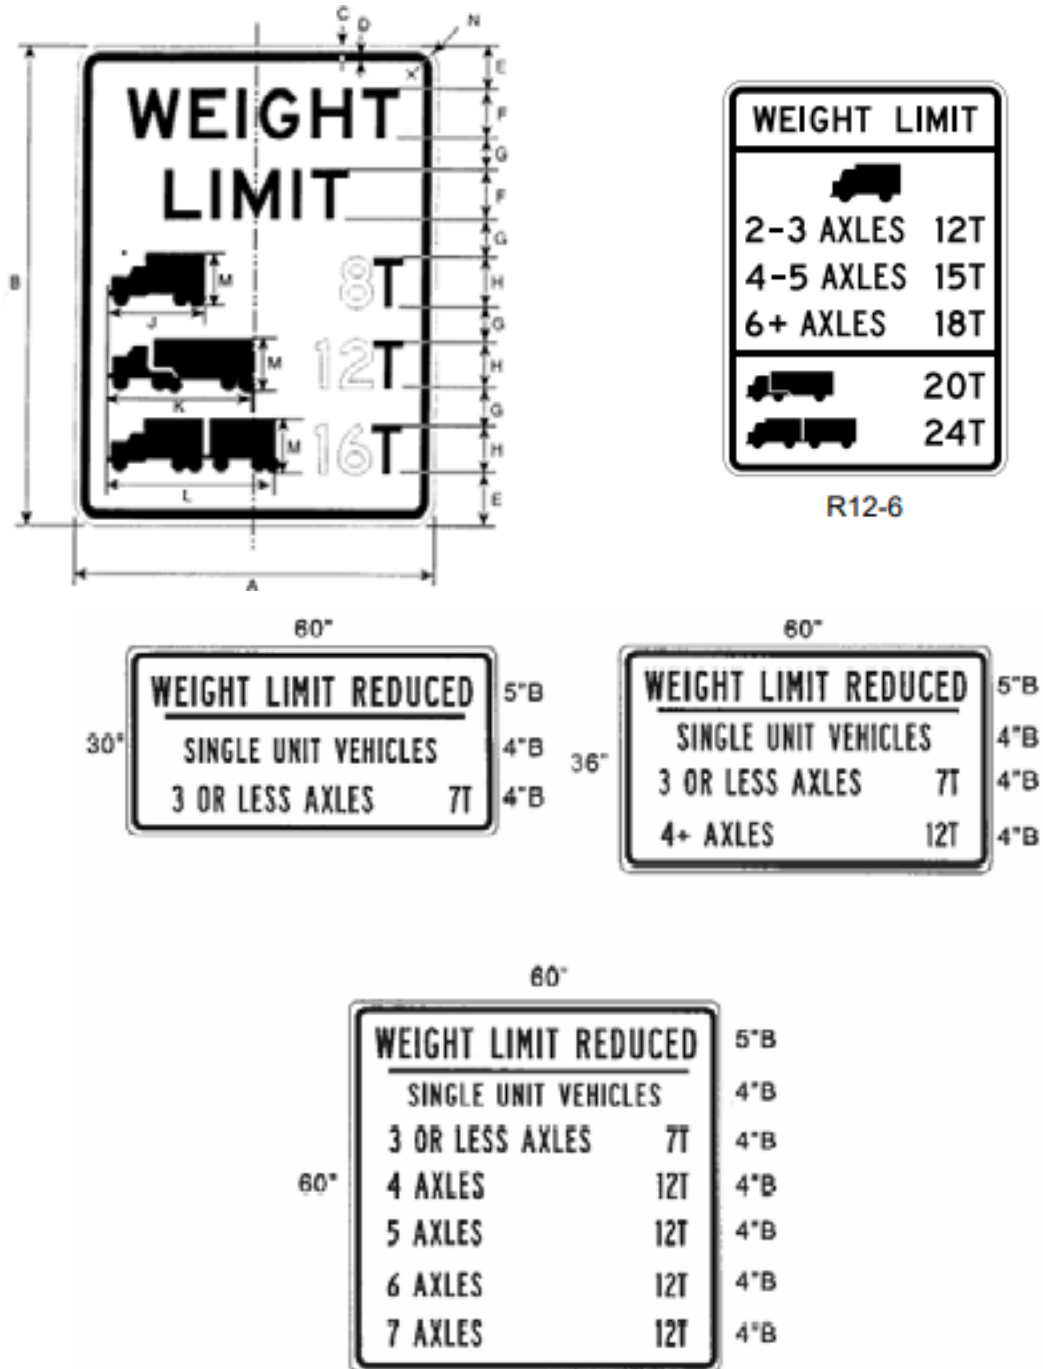 C
D
N
E
WEIGHT
F
G
LIMIT
F
G
B
M
8T
H
J
G
M
12T
H
K
G
M
16T
H
L
E
A
WEIGHT LIMIT
2-3 AXLES 12T
4-5 AXLES 15T
6+ AXLES 18T
20T
24T
R12-6
60"
WEIGHT LIMIT REDUCED 5"B
30" SINGLE UNIT VEHICLES 4"B
3 OR LESS AXLES 7T 4"B
60"
WEIGHT LIMIT REDUCED 5"B
SINGLE UNIT VEHICLES 4"B
36"
3 OR LESS AXLES 7T 4"B
4+ AXLES 12T 4"B
60"
WEIGHT LIMIT REDUCED 5"B
SINGLE UNIT VEHICLES 4"B
3 OR LESS AXLES 7T 4"B
60" 4 AXLES 12T 4"B
5 AXLES 12T 4"B
6 AXLES 12T 4"B
7 AXLES 12T 4"B